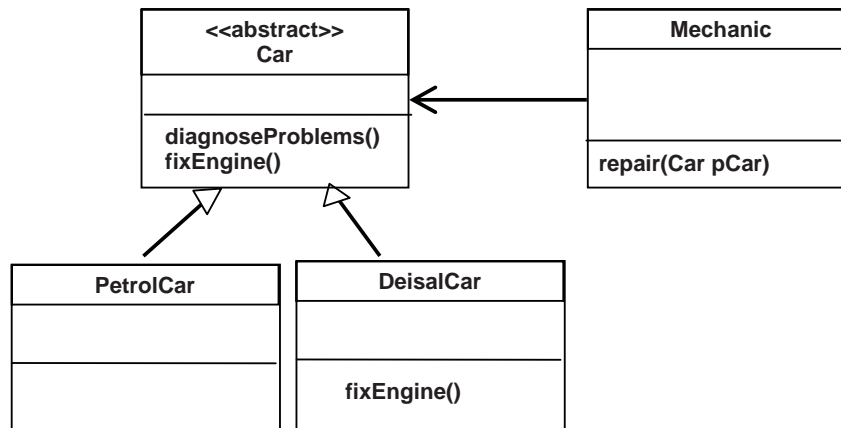 <<abstract>>
Car
diagnoseProblems()
fixEngine()
Mechanic
repair(Car pCar)
PetrolCar
DeisalCar
fixEngine()